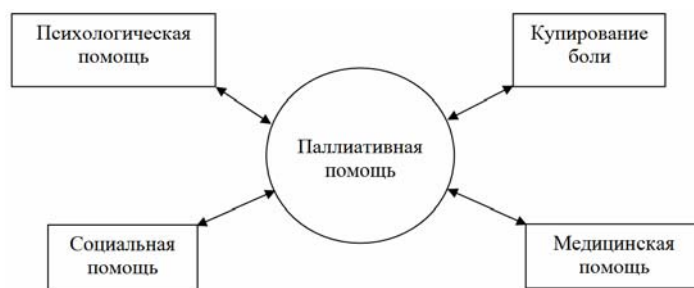 Психологическая
помощь
Купирование
боли
Паллиативная
помощь
Социальная
помощь
Медицинская
помощь